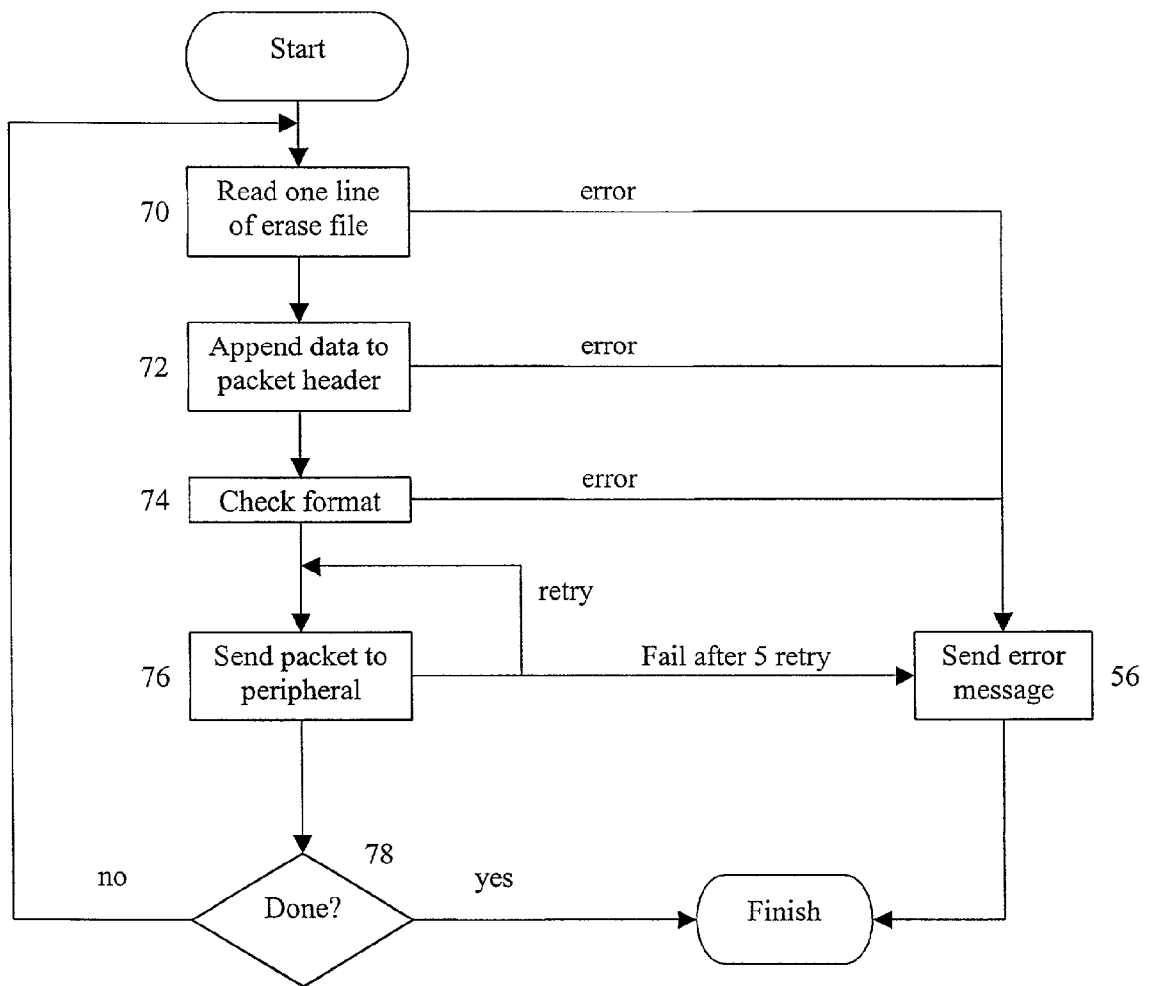 Start
70
Read one line
of erase file
error
72
Append data to
packet header
error
74
Check format
error
retry
76
Send packet to
peripheral
Fail after 5 retry
Send error
message
56
78
no
Done?
yes
Finish